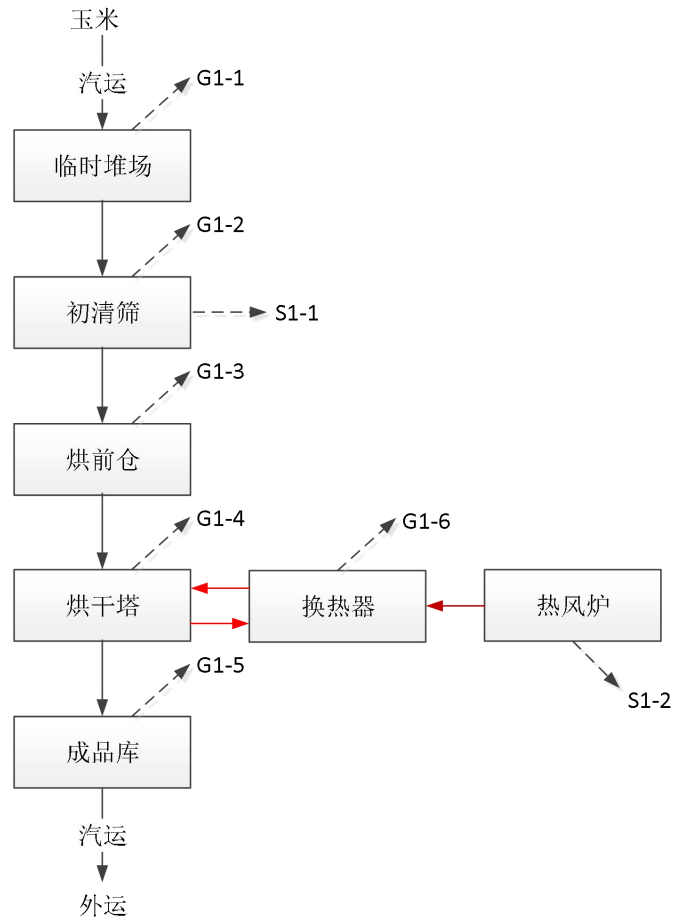 玉米
汽运
G1-1
临时堆场
G1-2
初清筛
S1-1
G1-3
烘前仓
G1-4
G1-6
烘干塔
换热器
热风炉
G1-5
S1-2
成品库
汽运
外运